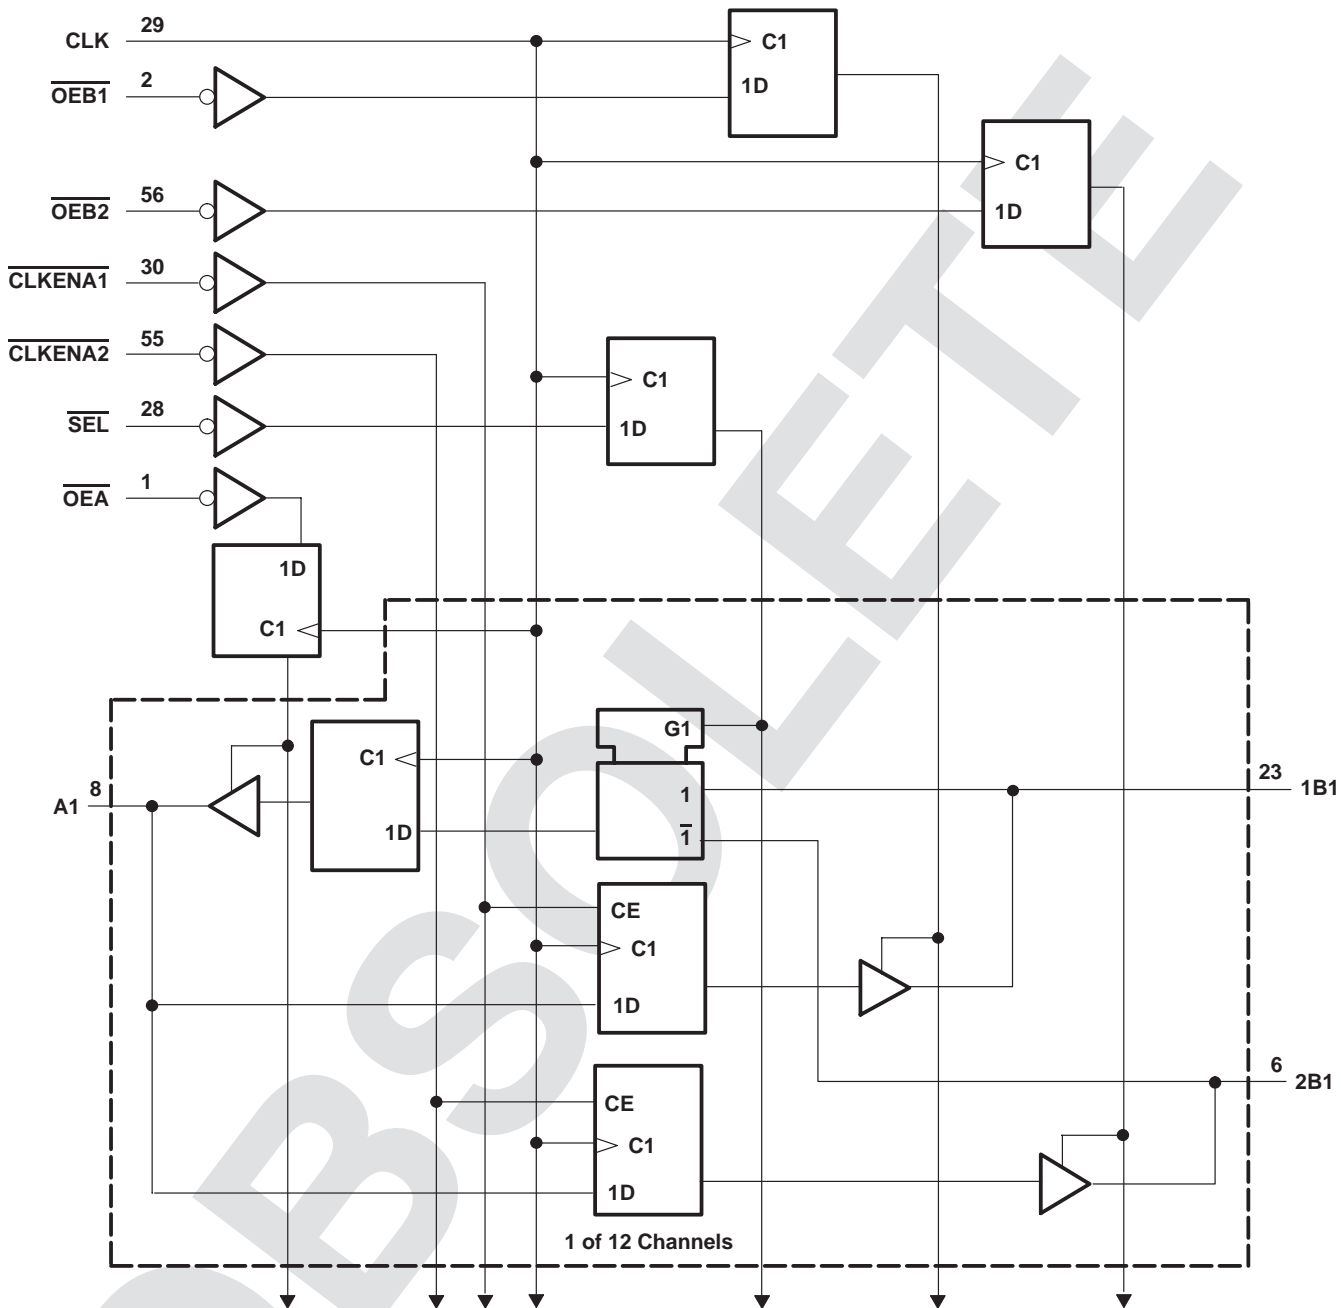 CLK 29
OEB1 2
OEB2 56
CLKENA1 30
CLKENA2 55
SEL 28
OEA 1
C1
1D
C1
1D
C1
1D
1D
C1
G1
C1
1
1D
1
A1 8
23 1B1
CE
C1
1D
6 2B1
CE
C1
1D
1 of 12 Channels
OBSOLETE